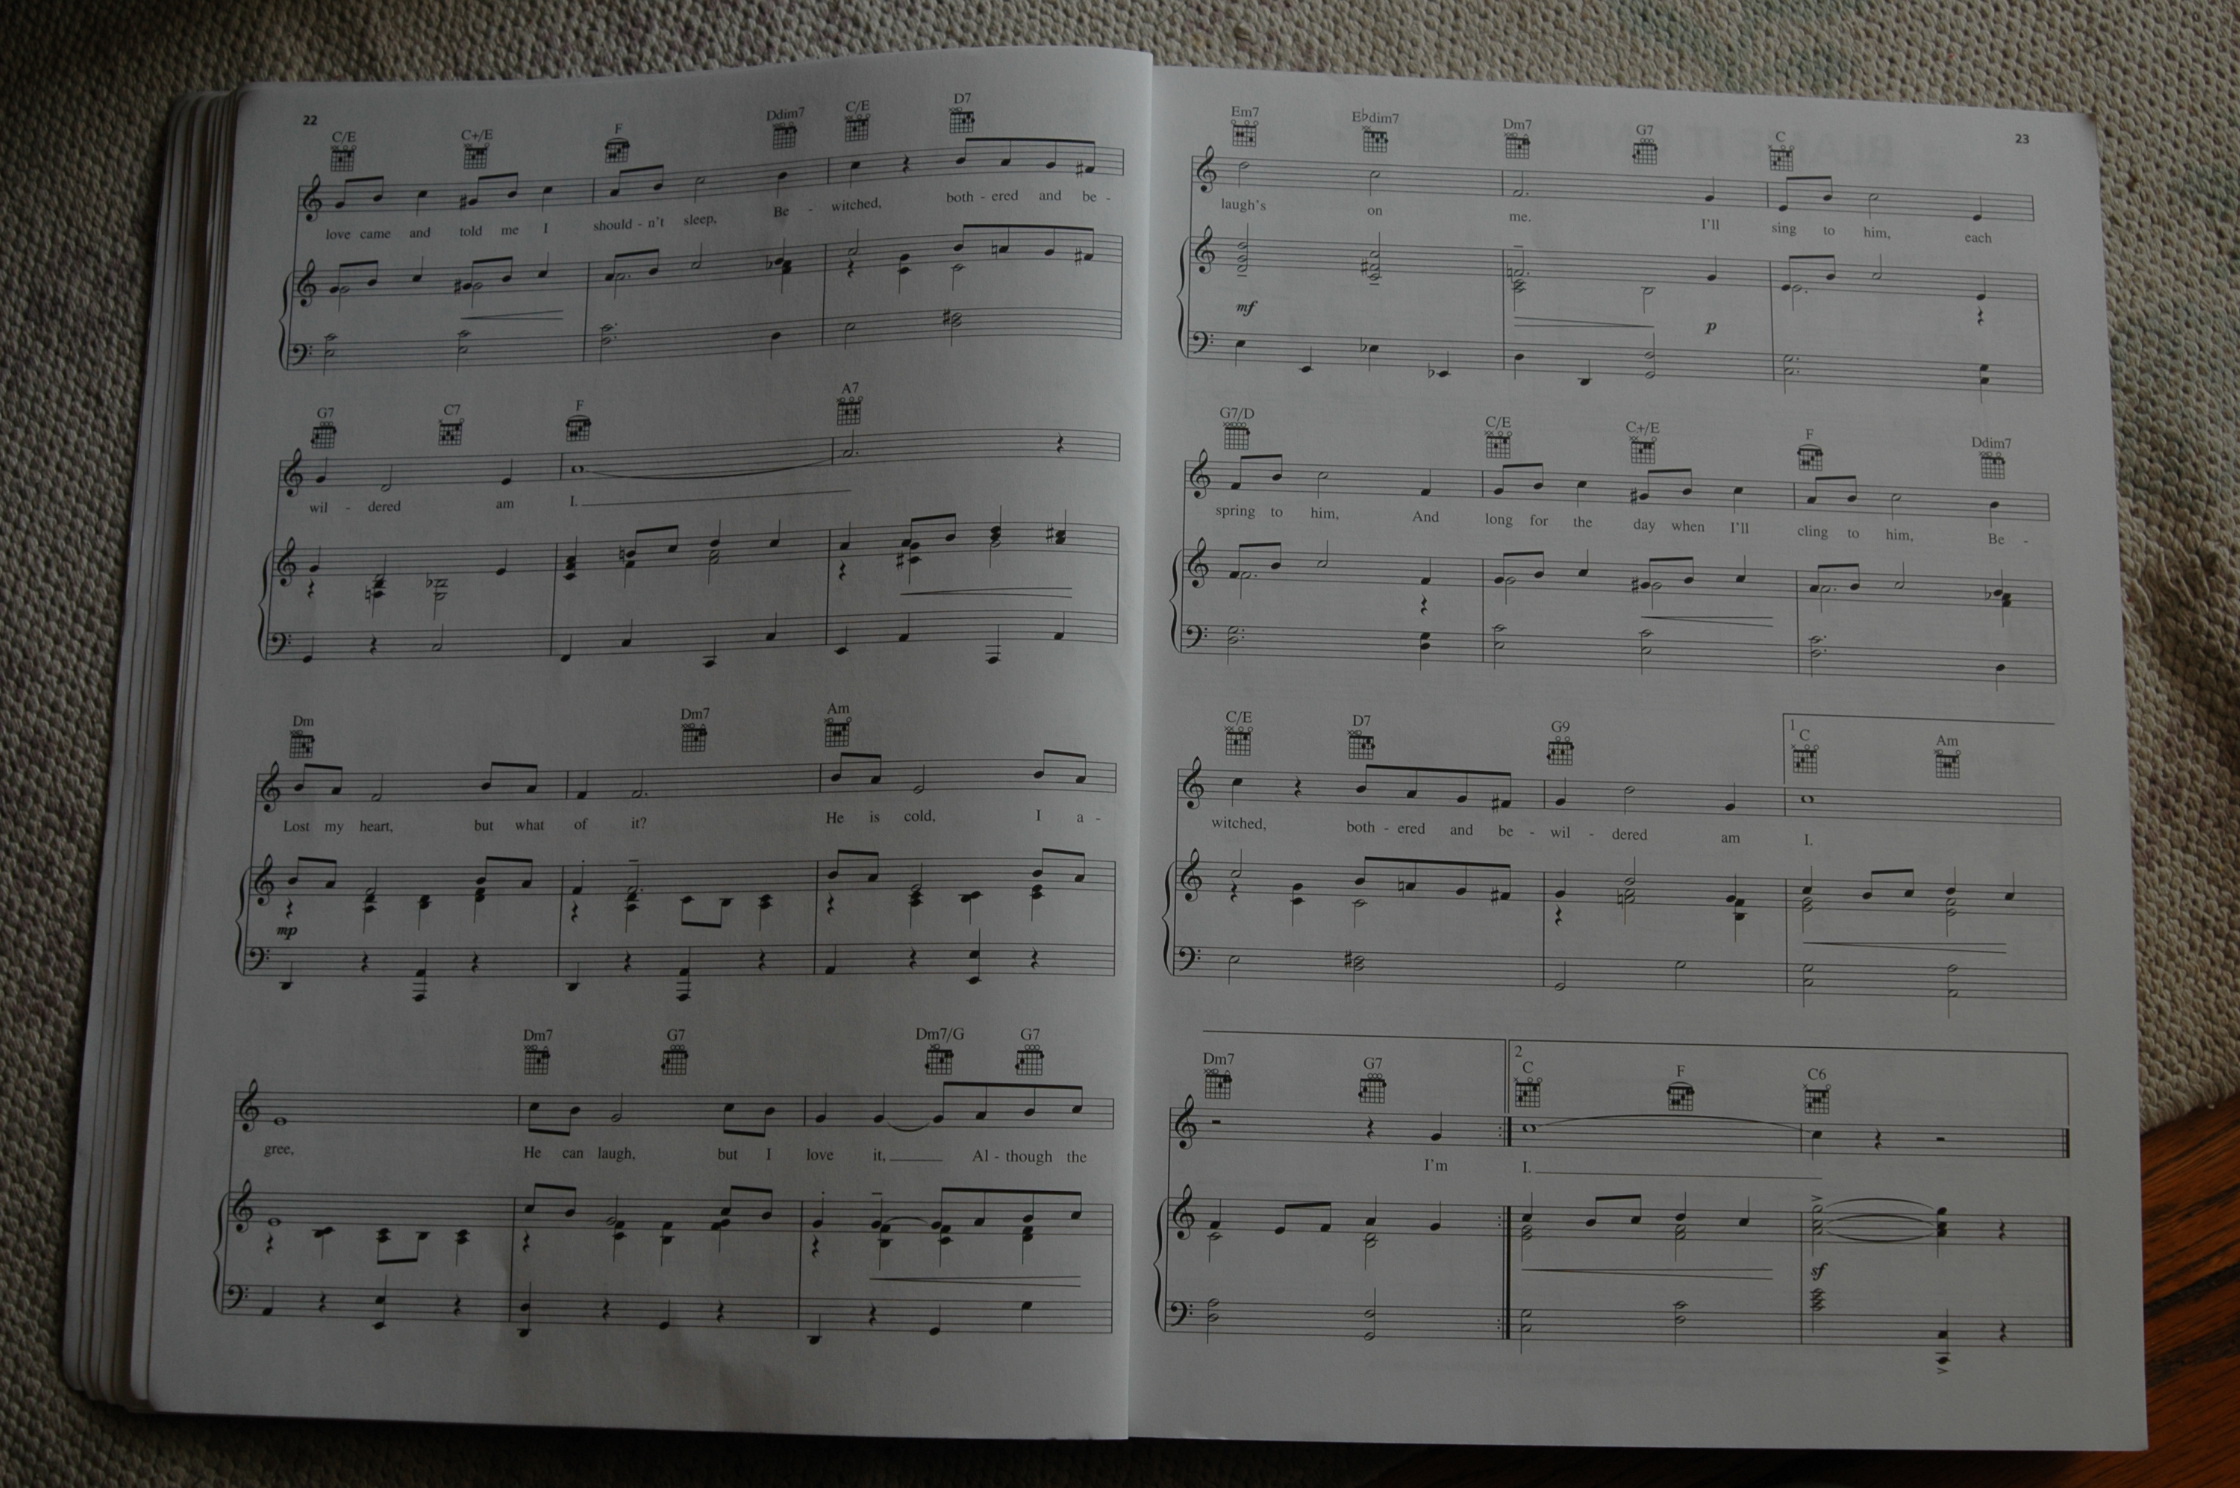 22
C/E C+/E F Ddim7 C/E D7
love came and told me I should - n't sleep, Be - witched, both - ered and be -
G7 C7 F A7
wil - dered am I.
Dm Dm7 Am
Lost my heart, but what of it? He is cold, I a -
mp
Dm7 G7 Dm7/G G7
gree, He can laugh, but I love it, Al - though the
23
Em7 E♭dim7 Dm7 G7 C
laugh's on me. I'll sing to him, each
mf p
G7/D C/E C+/E F Ddim7
spring to him, And long for the day when I'll cling to him, Be -
C/E D7 G9 1 C Am
witched, both - ered and be - wil - dered am I.
Dm7 G7 2 C F C6
I'm I.
sf